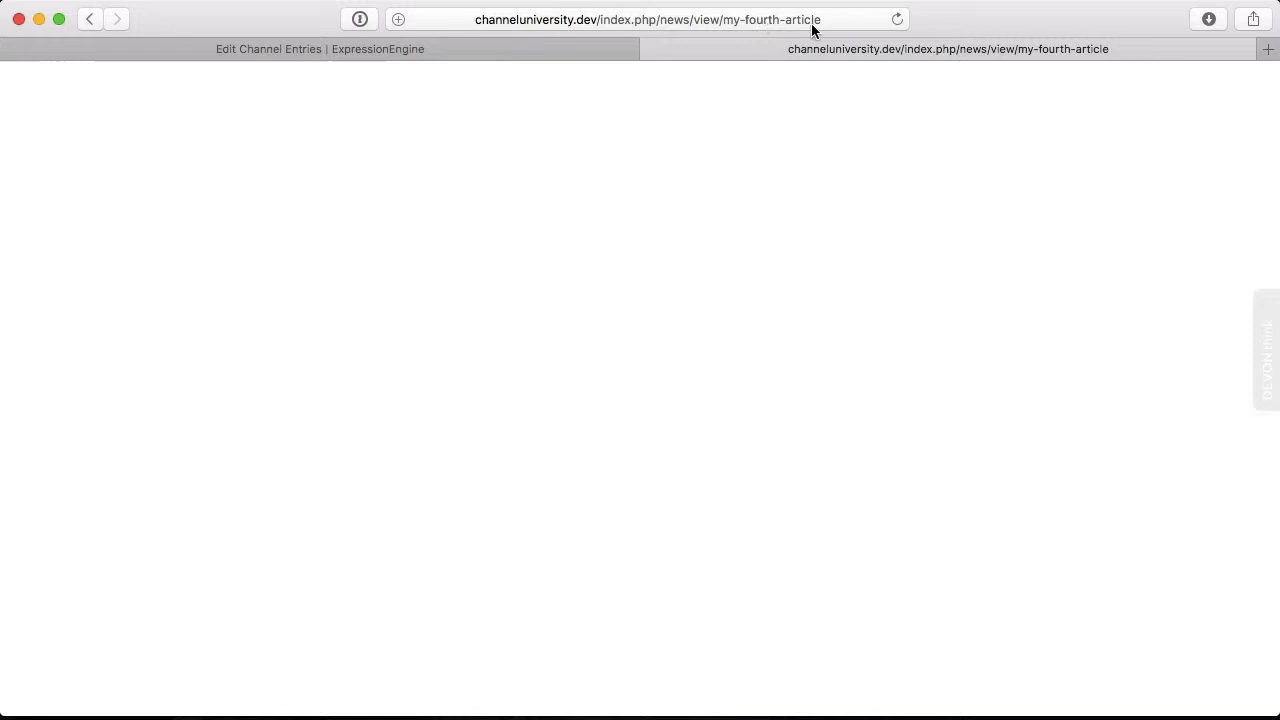 channeluniversity.dev/index.php/news/view/my-fourth-article
Edit Channel Entries | ExpressionEngine
channeluniversity.dev/index.php/news/view/my-fourth-article
DEVONthink